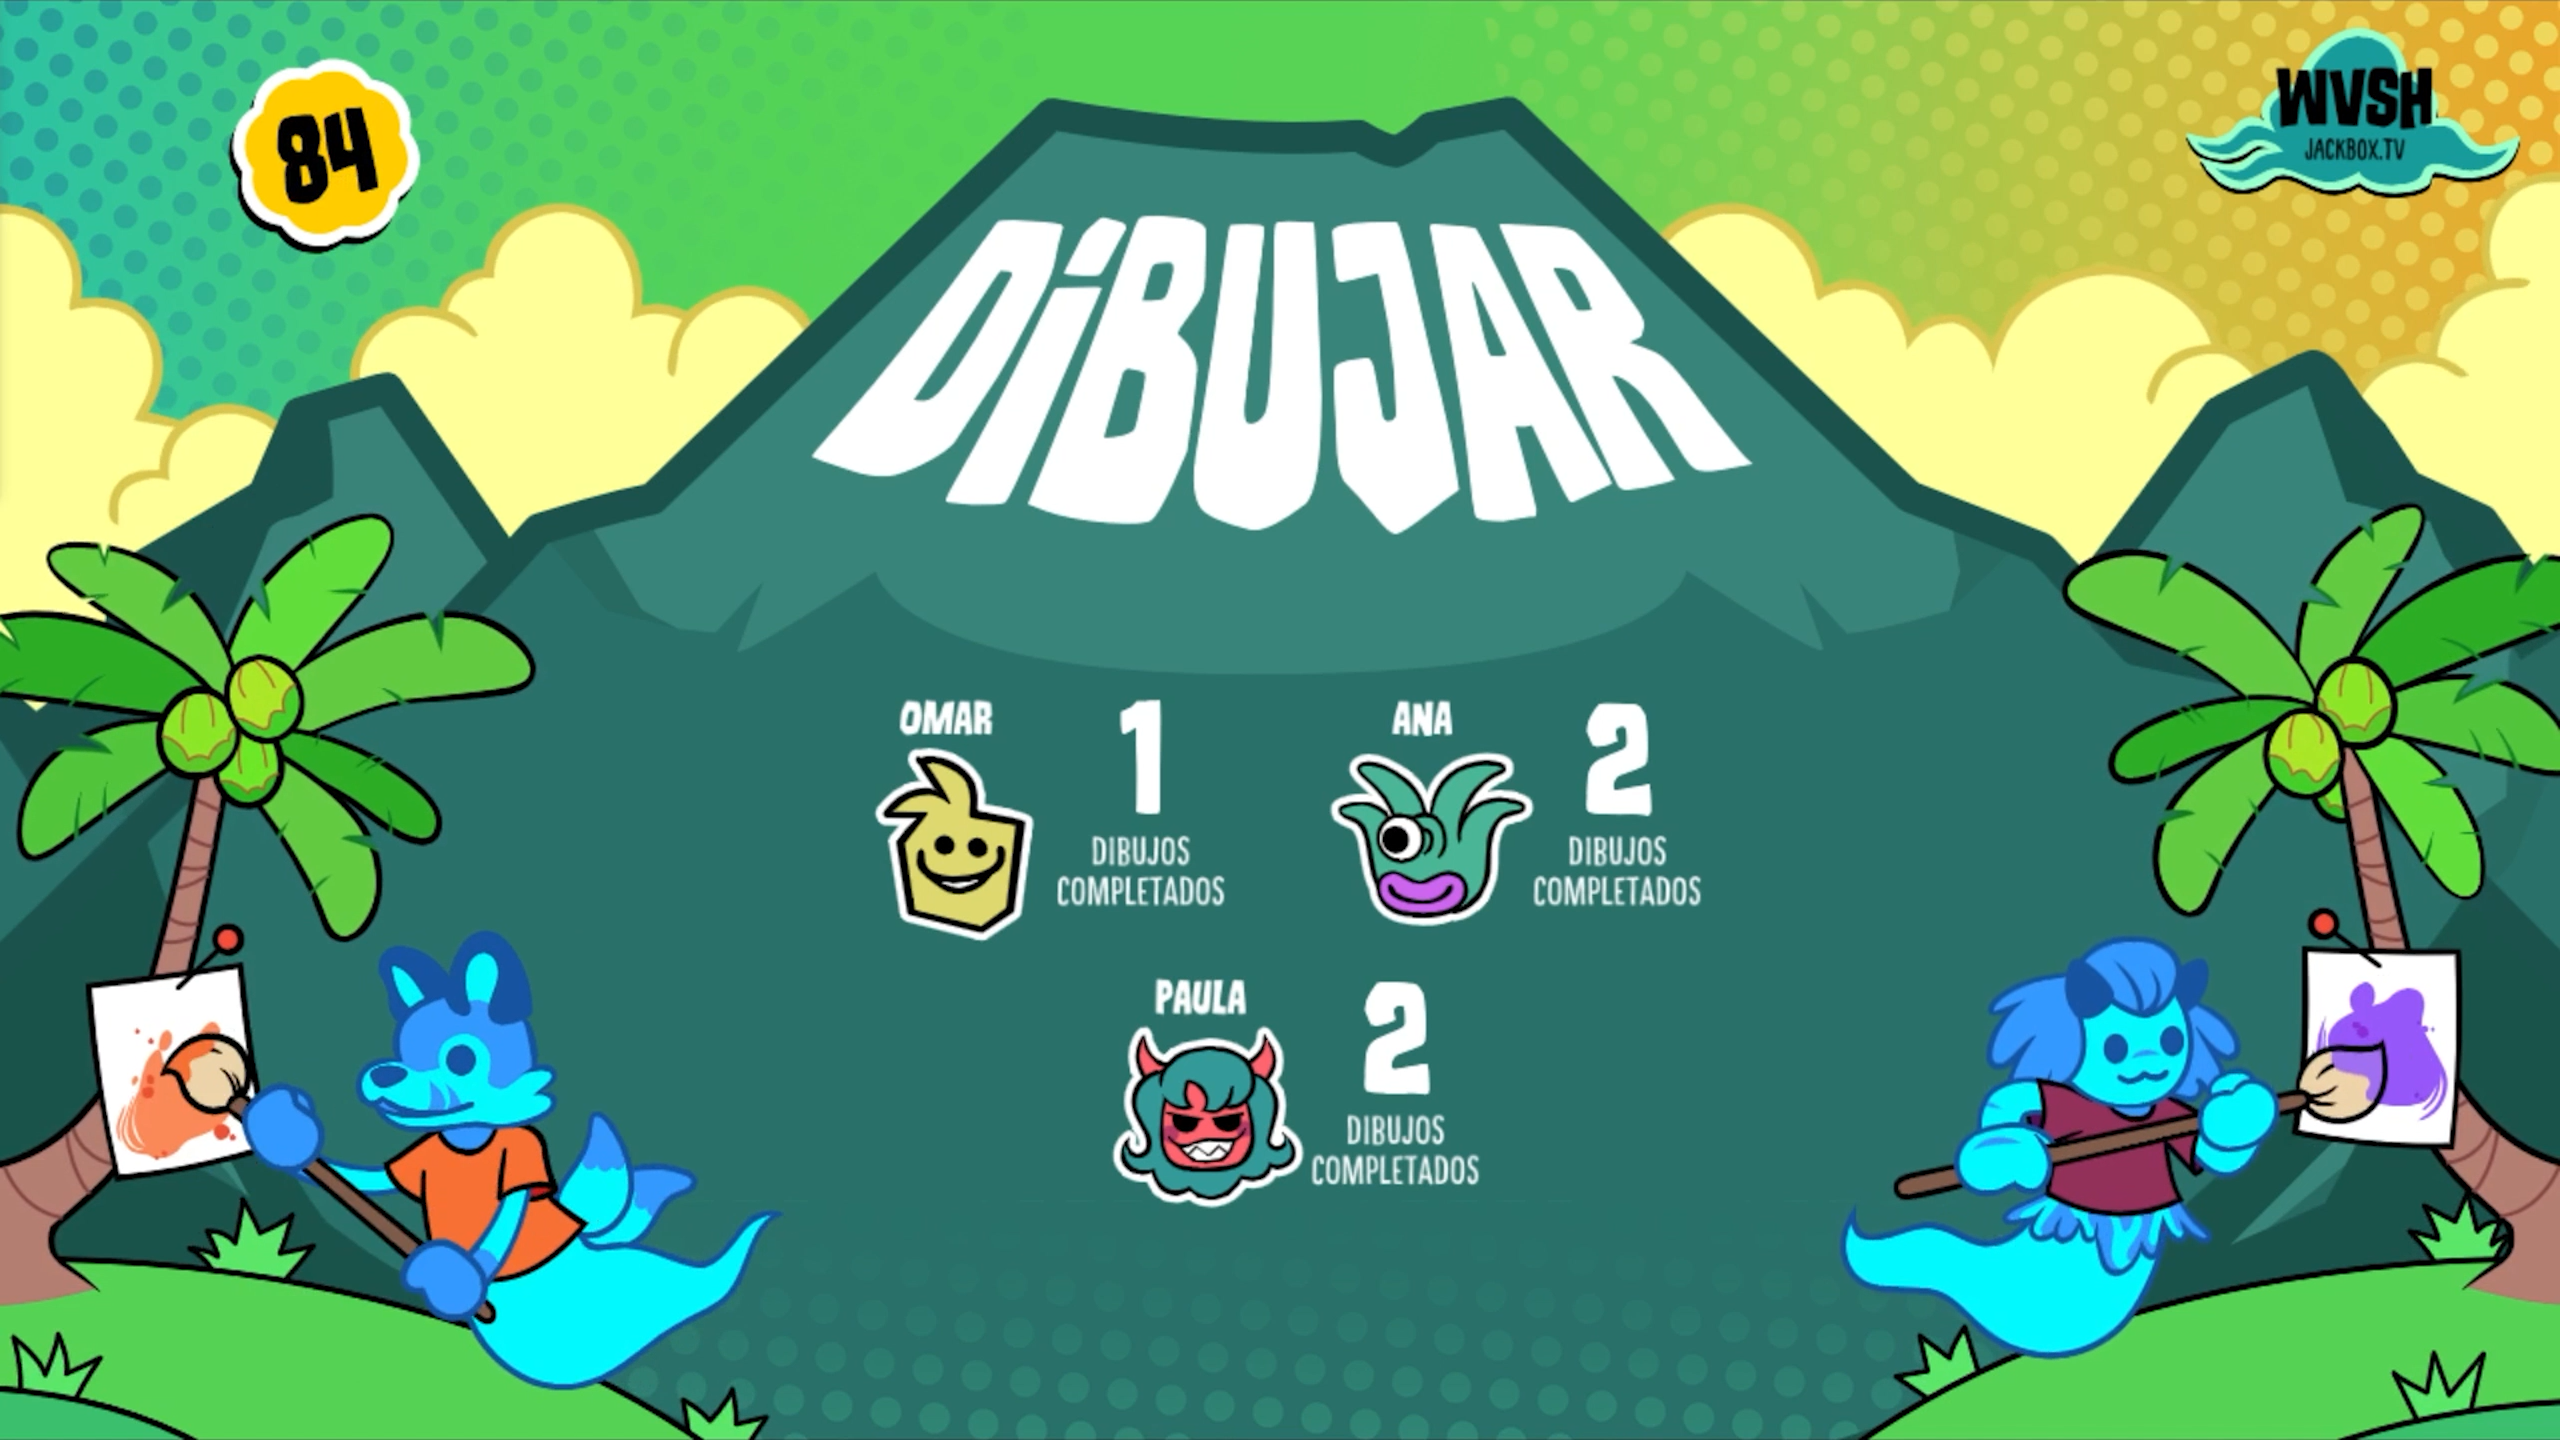 84
WVSH
JACKBOX.TV
DiBUJAR
OMAR
1
DIBUJOS
COMPLETADOS
ANA
2
DIBUJOS
COMPLETADOS
PAULA
2
DIBUJOS
COMPLETADOS